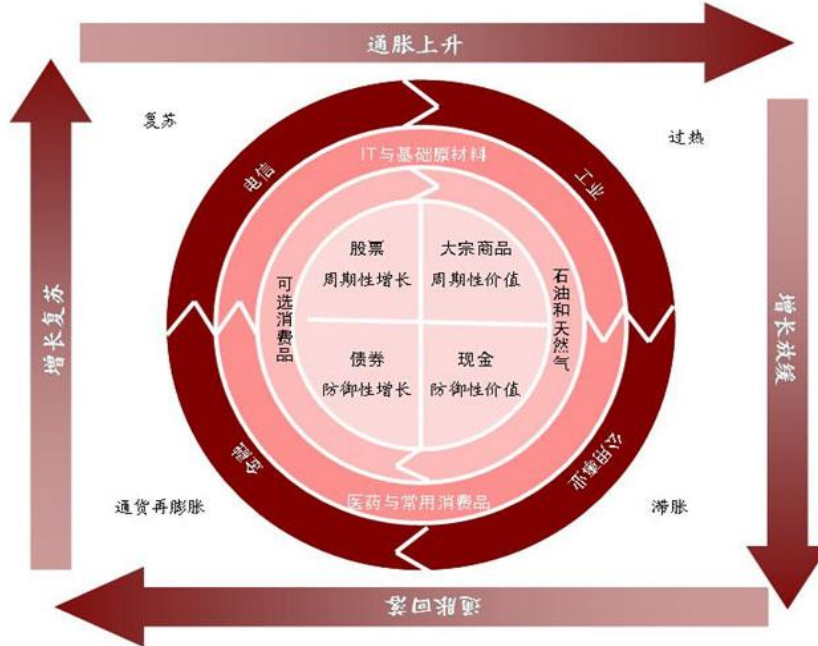 通胀上升
复苏
过热
IT与基础原材料
电信
工业
股票
周期性增长
大宗商品
周期性价值
增长复苏
可选消费品
石油和天然气
增长放缓
债券
防御性增长
现金
防御性价值
金融
公用事业
医药与常用消费品
通货再膨胀
滞胀
通胀回落